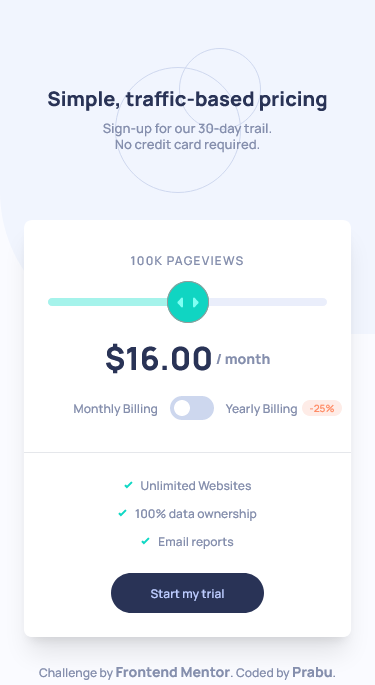 Simple, traffic-based pricing
Sign-up for our 30-day trail.
No credit card required.
100K PAGEVIEWS
$16.00 / month
Monthly Billing Yearly Billing -25%
Unlimited Websites
100% data ownership
Email reports
Start my trial
Challenge by Frontend Mentor. Coded by Prabu.